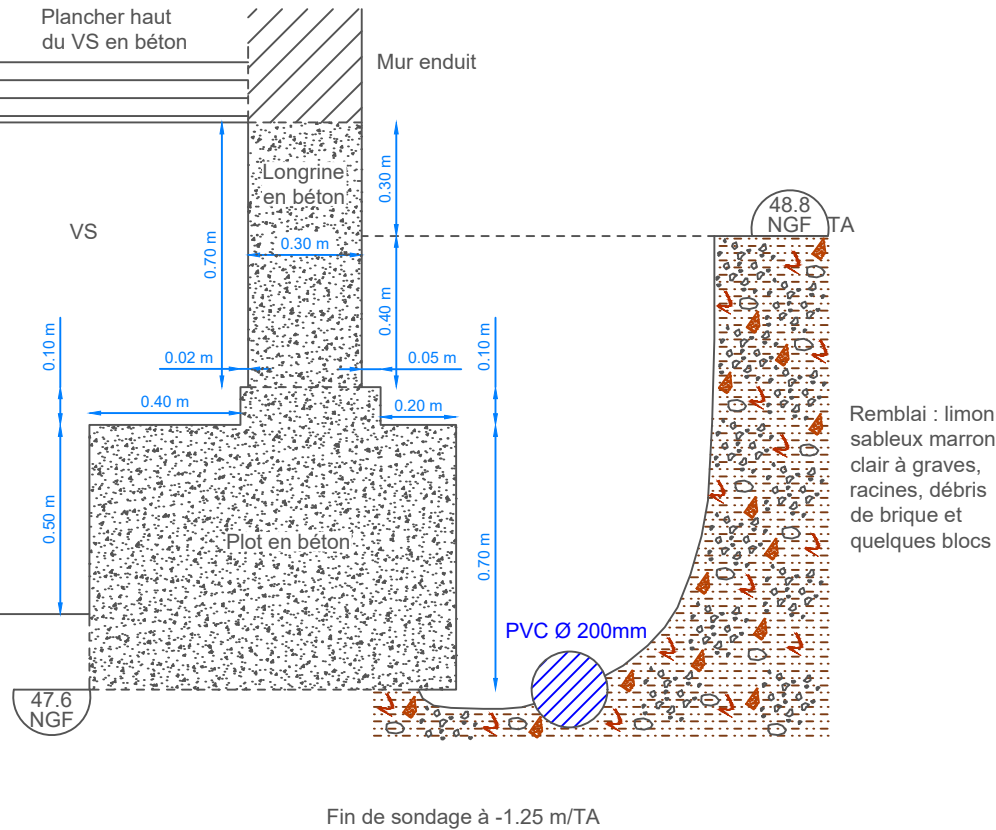 Plancher haut
du VS en béton
Mur enduit
Longrine
en béton
0.30 m
48.8
NGF
TA
VS
0.30 m
0.70 m
0.40 m
0.10 m
0.02 m
0.05 m
0.10 m
0.40 m
0.20 m
Remblai : limon
sableux marron
clair à graves,
racines, débris
de brique et
quelques blocs
0.50 m
Plot en béton
0.70 m
PVC Ø 200mm
47.6
NGF
Fin de sondage à -1.25 m/TA